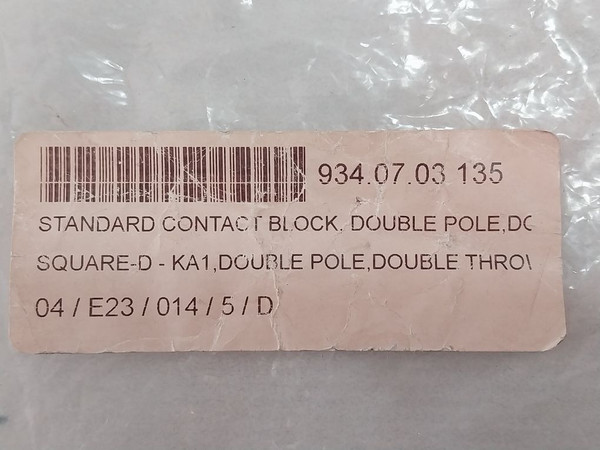 934.07.03 135
STANDARD CONTACT BLOCK, DOUBLE POLE,DO
SQUARE-D - KA1,DOUBLE POLE,DOUBLE THROW
04 / E23 / 014 / 5 / D